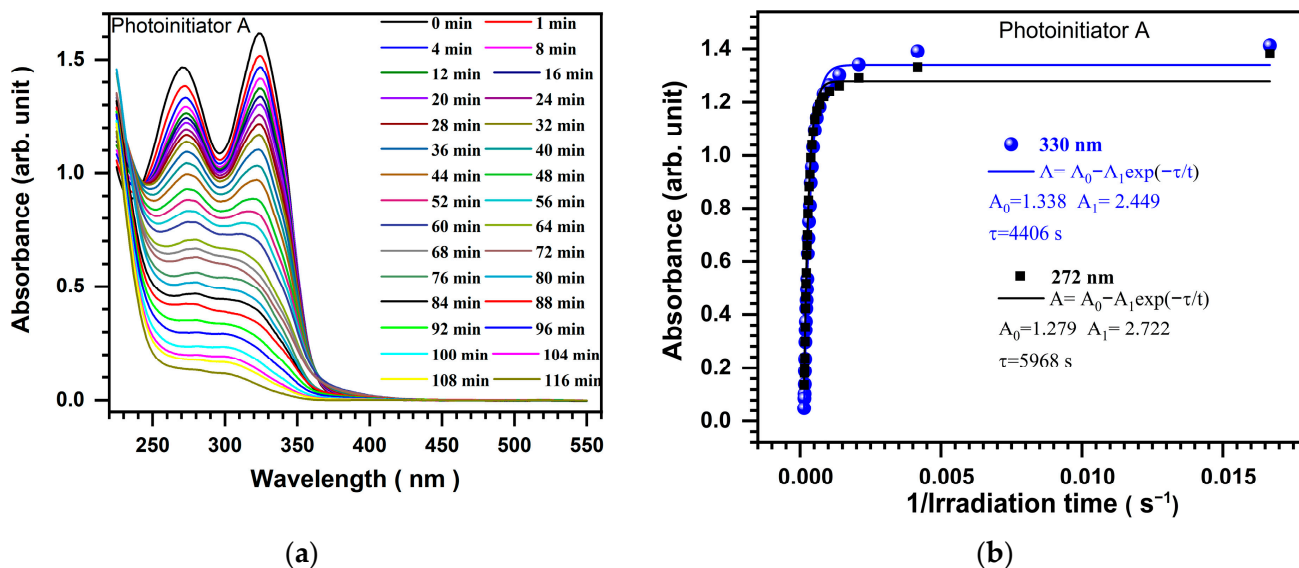 Photoinitiator A
0 min 1 min
4 min 8 min
12 min 16 min
20 min 24 min
28 min 32 min
36 min 40 min
44 min 48 min
52 min 56 min
60 min 64 min
68 min 72 min
76 min 80 min
84 min 88 min
92 min 96 min
100 min 104 min
108 min 116 min
Absorbance (arb. unit)
1.5
1.0
0.5
0.0
250 300 350 400 450 500 550
Wavelength ( nm)
(a)
Photoinitiator A
330 nm
A= A₀−A₁exp(−τ/t)
A₀=1.338 A₁= 2.449
τ=4406 s
272 nm
A= A₀−A₁exp(−τ/t)
A₀=1.279 A₁= 2.722
τ=5968 s
Absorbance (arb. unit)
1.4
1.2
1.0
0.8
0.6
0.4
0.2
0.0
0.000 0.005 0.010 0.015
1/Irradiation time ( s⁻¹)
(b)